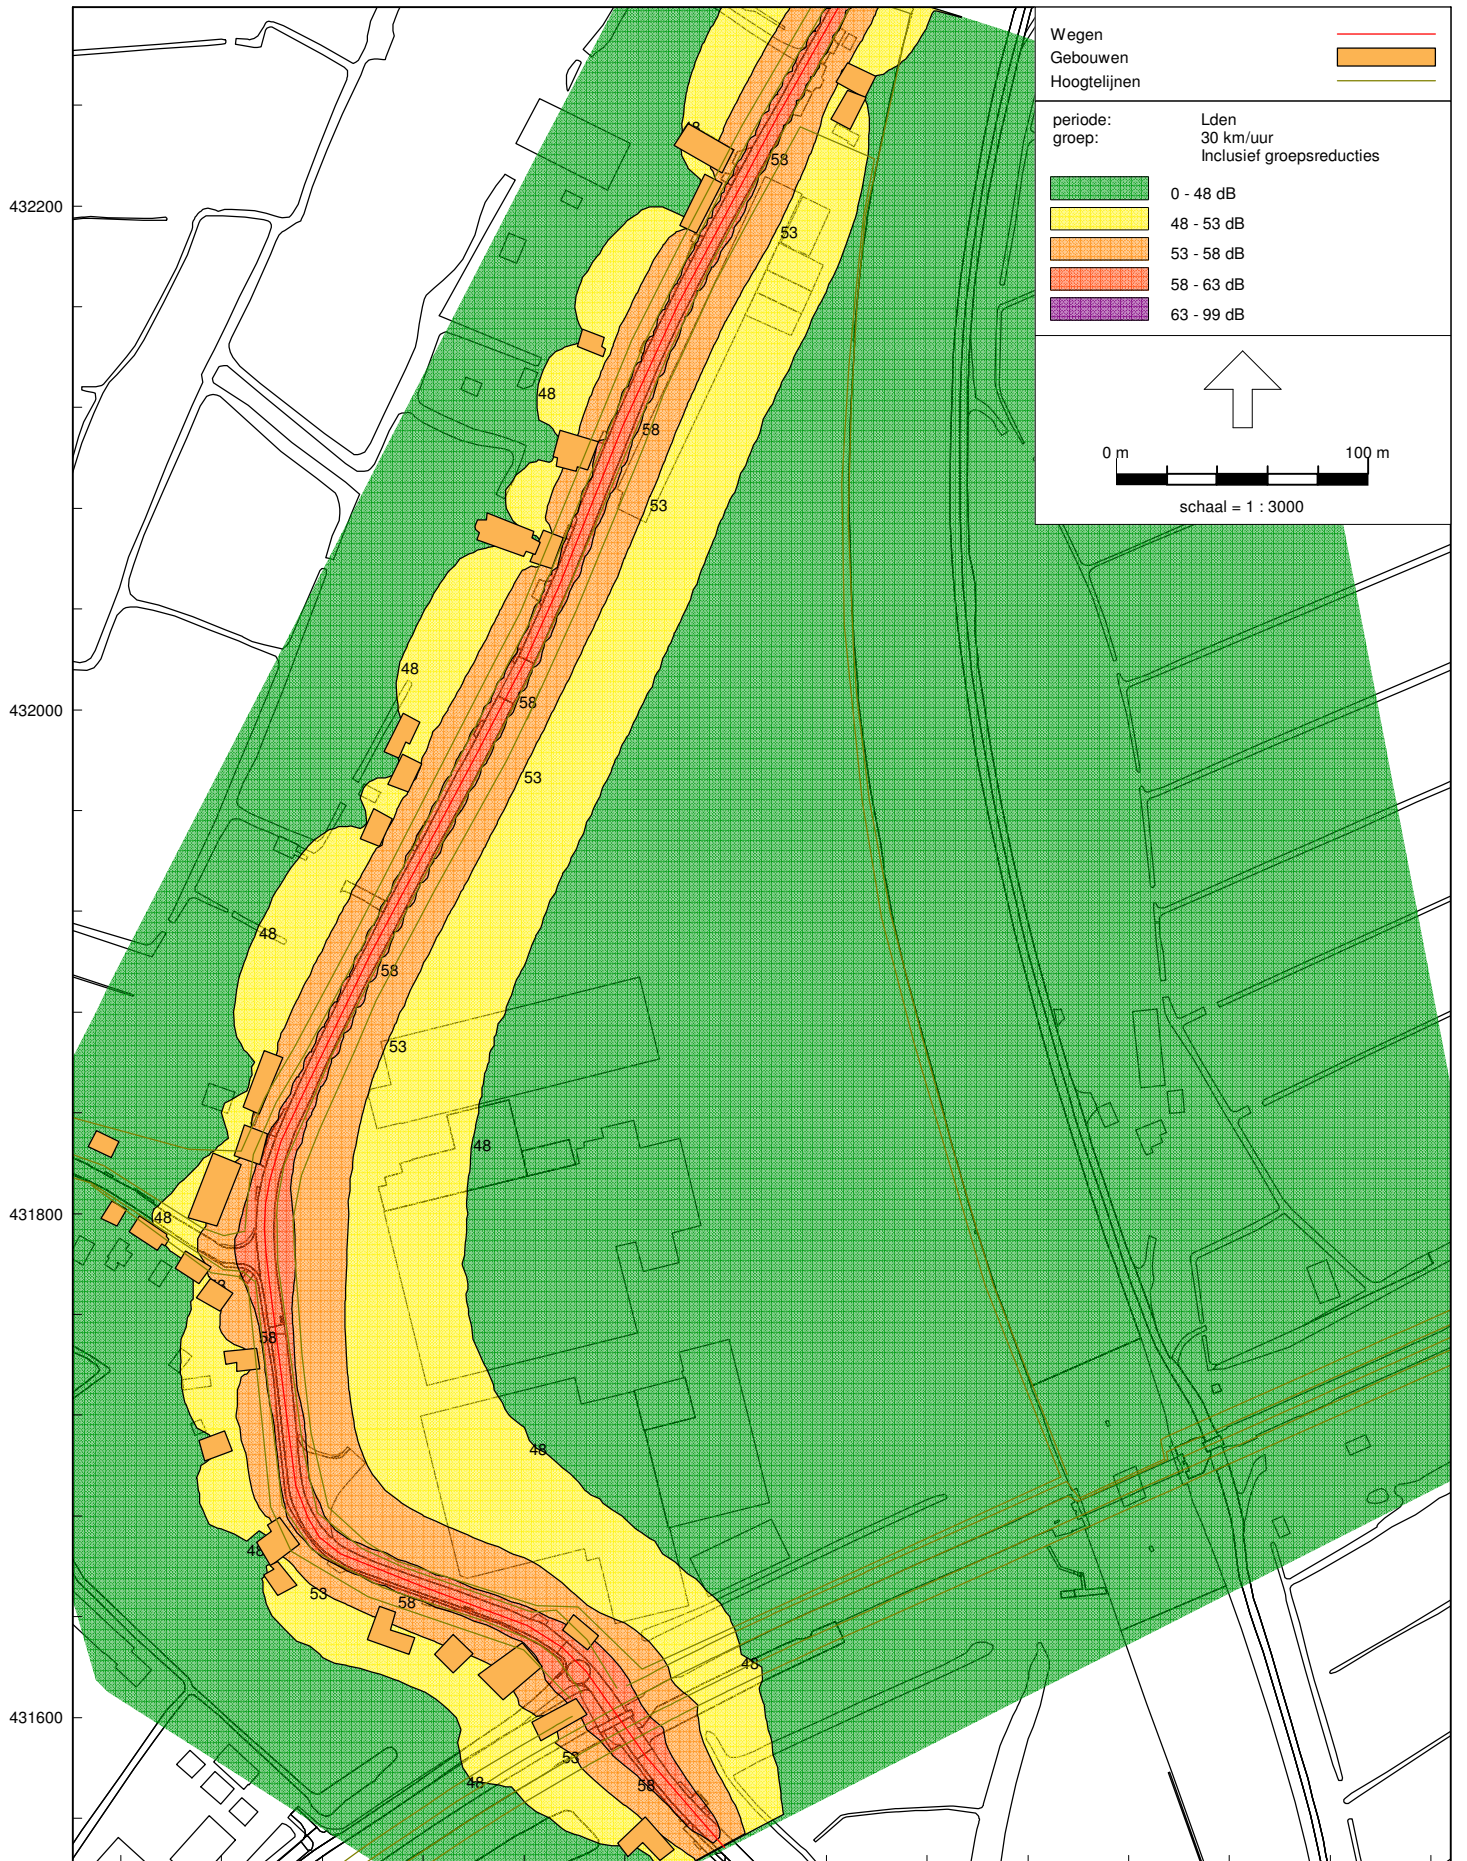 Wegen
Gebouwen
Hoogtelijnen
periode: Lden
groep: 30 km/uur
Inclusief groepsreducties
0 - 48 dB
48 - 53 dB
53 - 58 dB
58 - 63 dB
63 - 99 dB
0 m 100 m
schaal = 1 : 3000
58
432200
53
48
58
53
48
432000
58
53
48
58
53
48
431800
48
58
48
48
53
58
48
431600
53
48
58